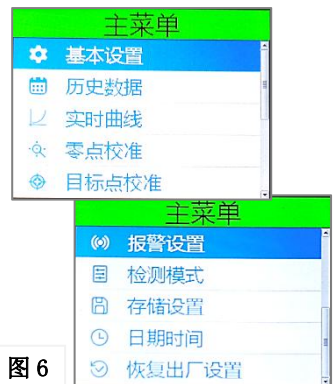 主菜单
基本设置
历史数据
实时曲线
零点校准
目标点校准
主菜单
报警设置
检测模式
存储设置
日期时间
恢复出厂设置
图 6